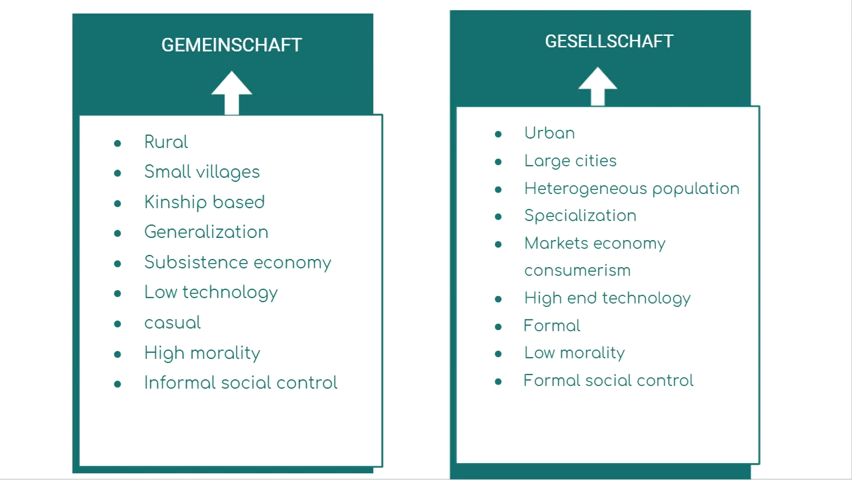 GEMEINSCHAFT
● Rural
● Small villages
● Kinship based
● Generalization
● Subsistence economy
● Low technology
● casual
● High morality
● Informal social control
GESELLSCHAFT
● Urban
● Large cities
● Heterogeneous population
● Specialization
● Markets economy
consumerism
● High end technology
● Formal
● Low morality
● Formal social control